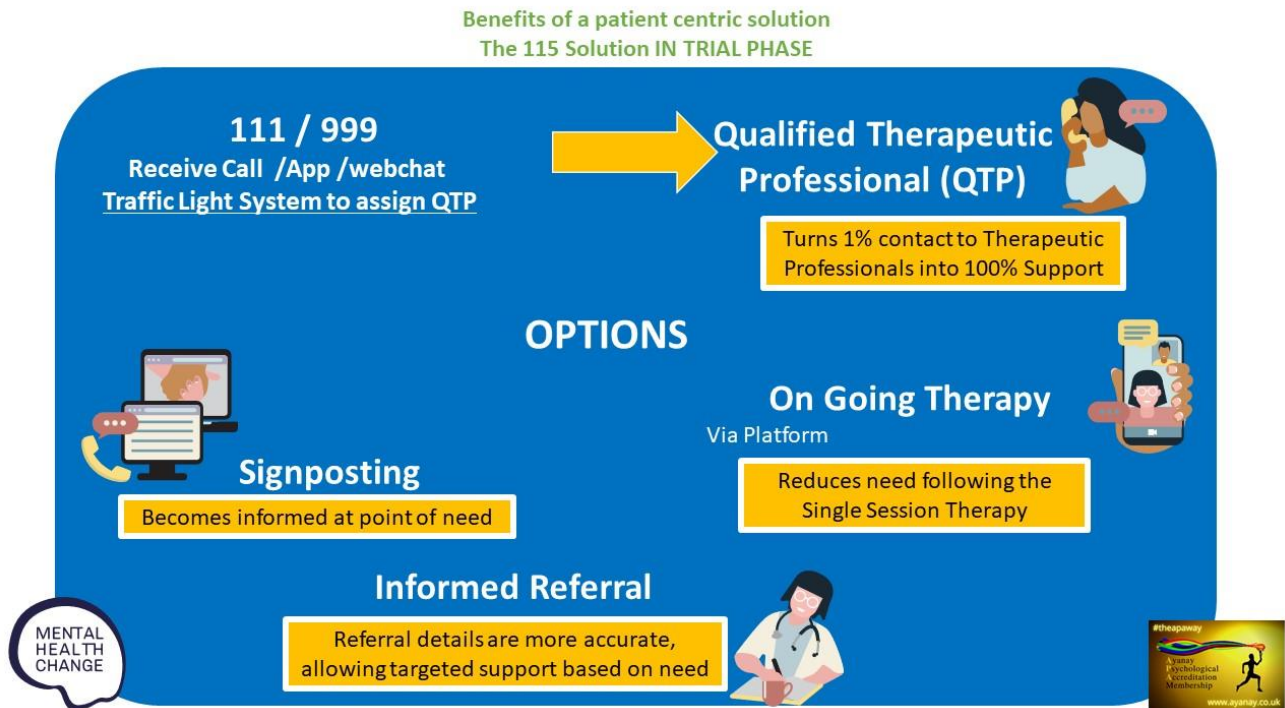 Benefits of a patient centric solution
The 115 Solution IN TRIAL PHASE
111 / 999
Receive Call /App /webchat
Traffic Light System to assign QTP
Qualified Therapeutic
Professional (QTP)
Turns 1% contact to Therapeutic
Professionals into 100% Support
OPTIONS
On Going Therapy
Via Platform
Reduces need following the
Single Session Therapy
Signposting
Becomes informed at point of need
Informed Referral
Referral details are more accurate,
allowing targeted support based on need
MENTAL
HEALTH
CHANGE
#theapaway
Ayanay
Psychological
Accreditation
Membership
www.ayanay.co.uk